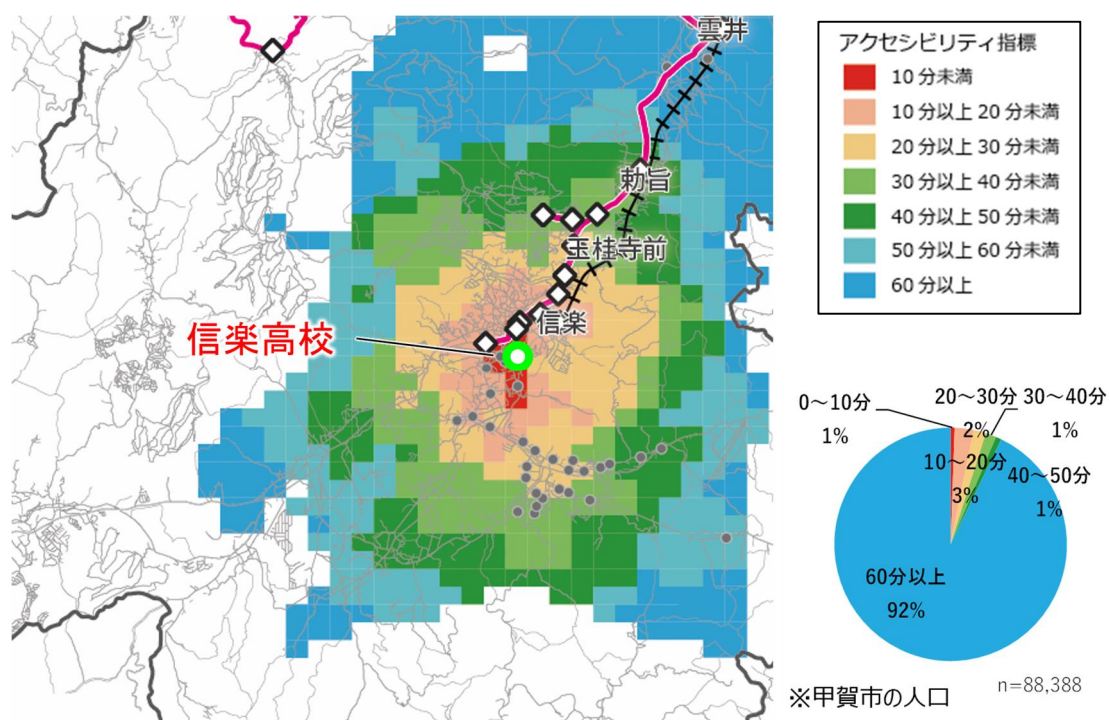 雲井
勅旨
玉桂寺前
信楽
信楽高校
アクセシビリティ指標
10分未満
10分以上20分未満
20分以上30分未満
30分以上40分未満
40分以上50分未満
50分以上60分未満
60分以上
0～10分
1%
20～30分
2%
30～40分
1%
10～20分
3%
40～50分
1%
60分以上
92%
※甲賀市の人口
n=88,388